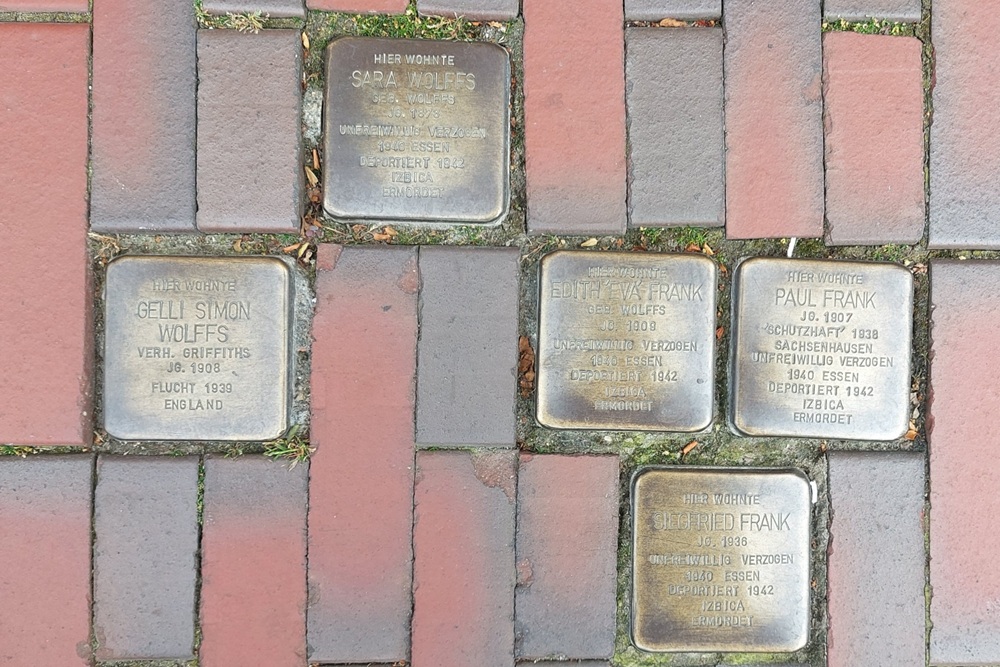 HIER WOHNTE
SARA WOLFFS
GEB. WOLFFS
JG. 1878
UNFREIWILLIG VERZOGEN
1940 ESSEN
DEPORTIERT 1942
IZBICA
ERMORDET
HIER WOHNTE
GELLI SIMON
WOLFFS
VERH. GRIFFITHS
JG. 1908
FLUCHT 1939
ENGLAND
HIER WOHNTE
EDITH 'EVA' FRANK
GEB. WOLFFS
JG. 1909
UNFREIWILLIG VERZOGEN
1940 ESSEN
DEPORTIERT 1942
IZBICA
ERMORDET
HIER WOHNTE
PAUL FRANK
JG. 1907
'SCHUTZHAFT' 1938
SACHSENHAUSEN
UNFREIWILLIG VERZOGEN
1940 ESSEN
DEPORTIERT 1942
IZBICA
ERMORDET
HIER WOHNTE
SIEGFRIED FRANK
JG. 1936
UNFREIWILLIG VERZOGEN
1940 ESSEN
DEPORTIERT 1942
IZBICA
ERMORDET